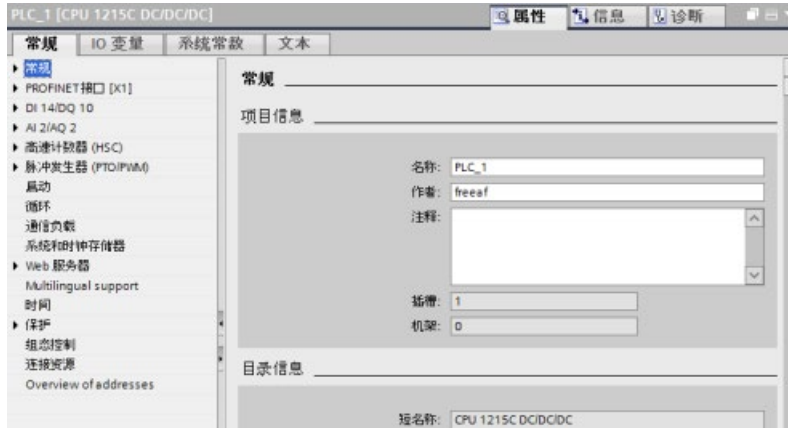 PLC_1 [CPU 1215C DC/DC/DC]
属性 信息 诊断
常规 IO 变量 系统常数 文本
常规
PROFINET接口 [X1]
DI 14/DQ 10
AI 2/AQ 2
高速计数器 (HSC)
脉冲发生器 (PTO/PWM)
启动
循环
通信负载
系统和时钟存储器
Web 服务器
Multilingual support
时间
保护
组态控制
连接资源
Overview of addresses
常规
项目信息
名称: PLC_1
作者: freeaf
注释:
插槽: 1
机架: 0
目录信息
短名称: CPU 1215C DC/DC/DC